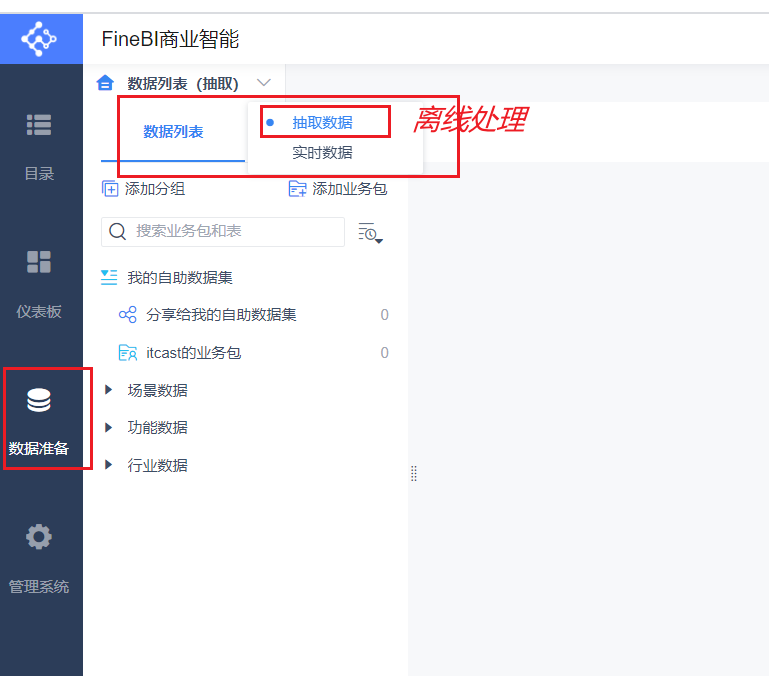 FineBI商业智能
数据列表（抽取）
数据列表
抽取数据
离线处理
实时数据
添加分组
添加业务包
搜索业务包和表
我的自助数据集
分享给我的自助数据集 0
itcast的业务包 0
场景数据
功能数据
行业数据
目录
仪表板
数据准备
管理系统